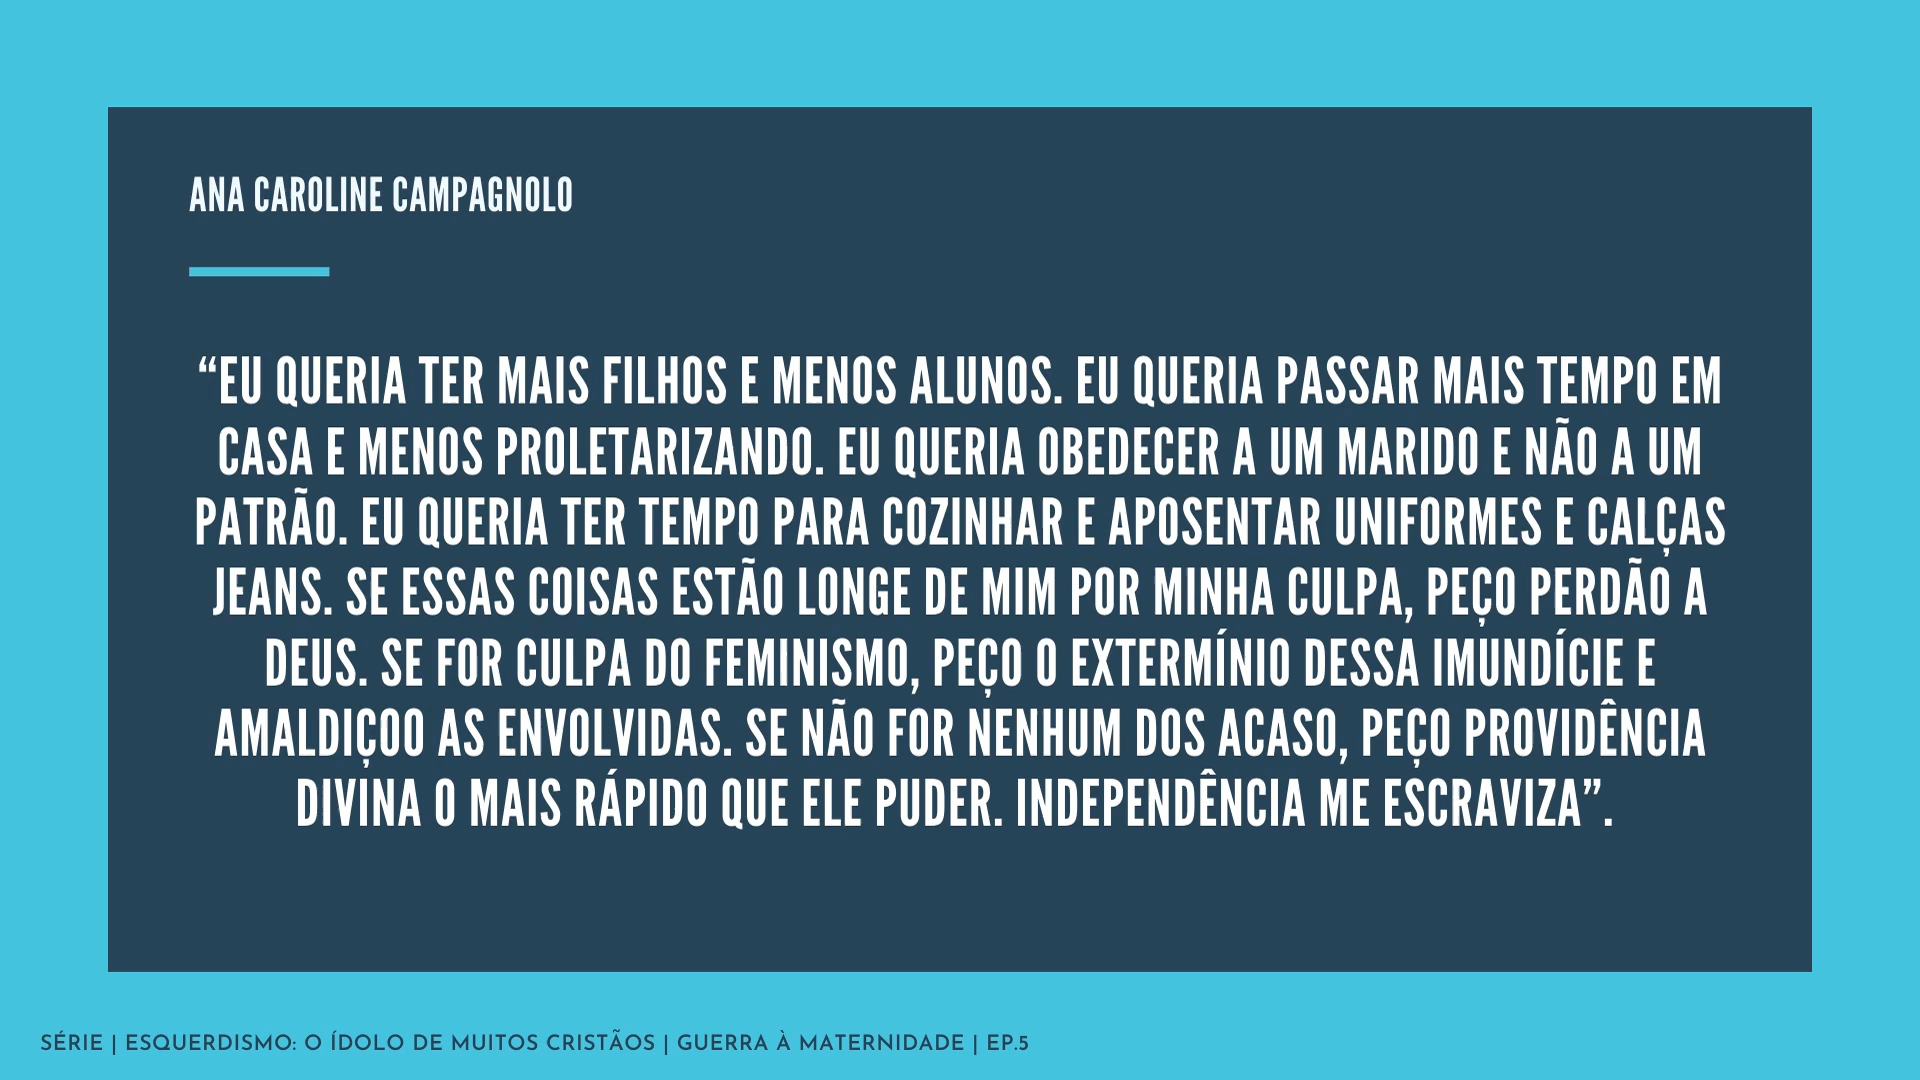 ANA CAROLINE CAMPAGNOLO
“EU QUERIA TER MAIS FILHOS E MENOS ALUNOS. EU QUERIA PASSAR MAIS TEMPO EM
CASA E MENOS PROLETARIZANDO. EU QUERIA OBEDECER A UM MARIDO E NÃO A UM
PATRÃO. EU QUERIA TER TEMPO PARA COZINHAR E APOSENTAR UNIFORMES E CALÇAS
JEANS. SE ESSAS COISAS ESTÃO LONGE DE MIM POR MINHA CULPA, PEÇO PERDÃO A
DEUS. SE FOR CULPA DO FEMINISMO, PEÇO O EXTERMÍNIO DESSA IMUNDÍCIE E
AMALDIÇOO AS ENVOLVIDAS. SE NÃO FOR NENHUM DOS ACASO, PEÇO PROVIDÊNCIA
DIVINA O MAIS RÁPIDO QUE ELE PUDER. INDEPENDÊNCIA ME ESCRAVIZA”.
SÉRIE | ESQUERDISMO: O ÍDOLO DE MUITOS CRISTÃOS | GUERRA À MATERNIDADE | EP.5